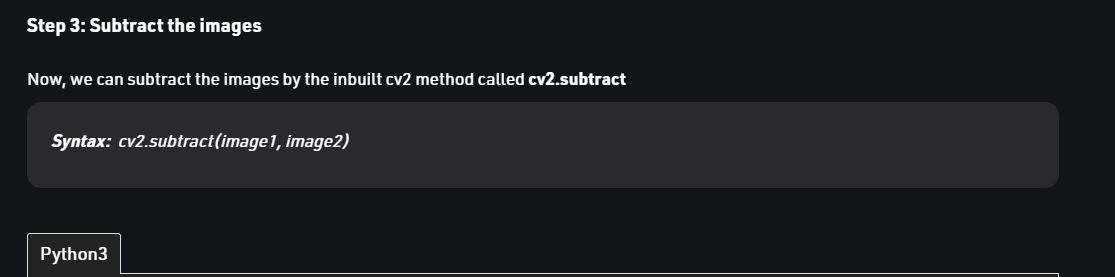 Step 3: Subtract the images
Now, we can subtract the images by the inbuilt cv2 method called cv2.subtract
Syntax: cv2.subtract(image1, image2)
Python3